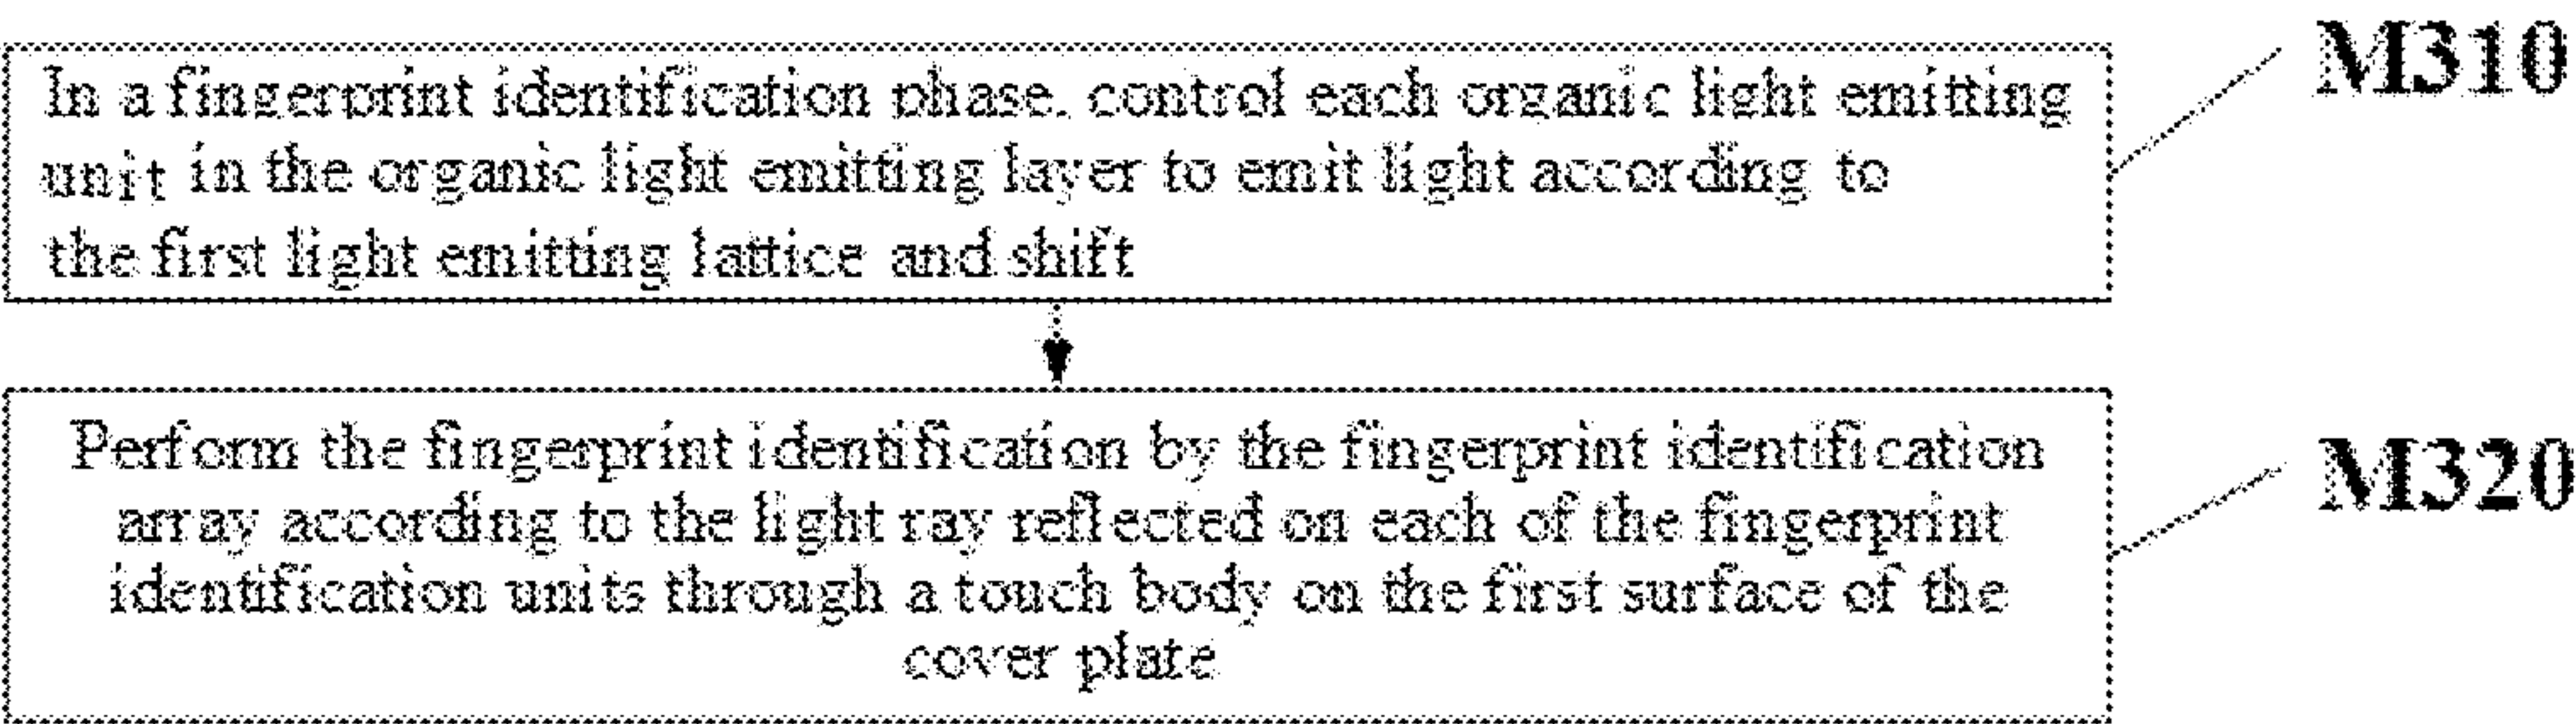 M310
In a fingerprint identification phase, control each organic light emitting
unit in the organic light emitting layer to emit light according to
the first light emitting lattice and shift
M320
Perform the fingerprint identification by the fingerprint identification
array according to the light ray reflected on each of the fingerprint
identification units through a touch body on the first surface of the
cover plate